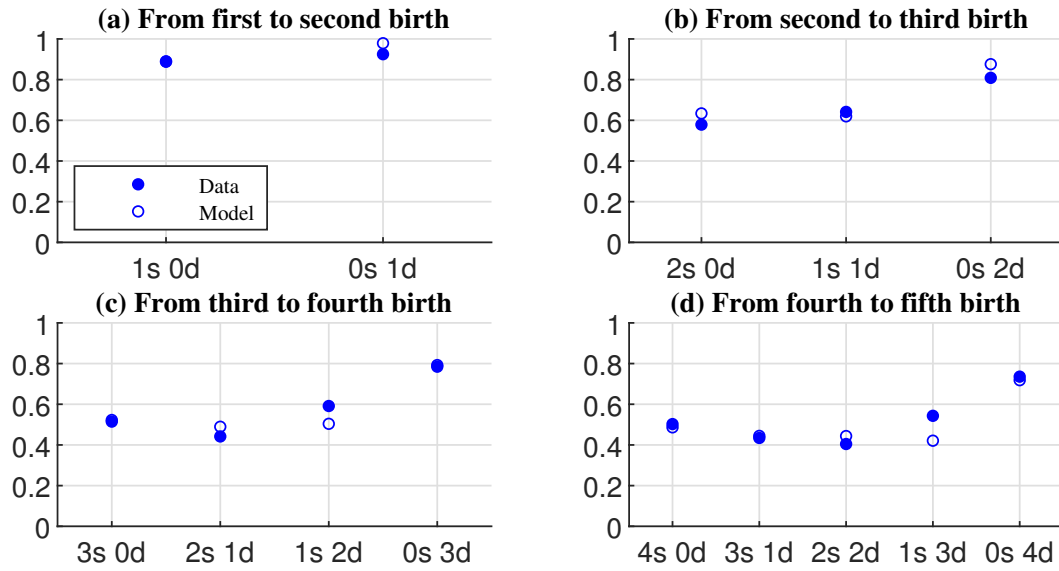 (a) From first to second birth
1
0.8
0.6
0.4
0.2
0
Data
Model
1s 0d
0s 1d
(b) From second to third birth
1
0.8
0.6
0.4
0.2
0
2s 0d
1s 1d
0s 2d
(c) From third to fourth birth
1
0.8
0.6
0.4
0.2
0
3s 0d
2s 1d
1s 2d
0s 3d
(d) From fourth to fifth birth
1
0.8
0.6
0.4
0.2
0
4s 0d
3s 1d
2s 2d
1s 3d
0s 4d